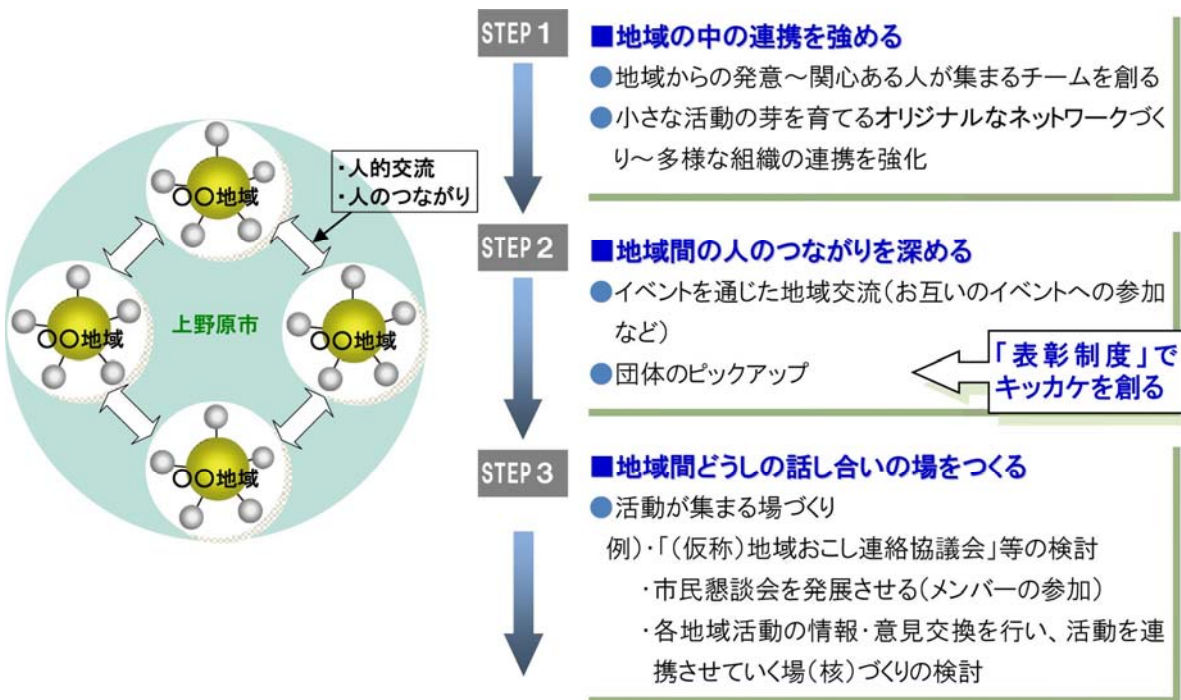 〇〇地域
・人的交流
・人のつながり
〇〇地域
上野原市
〇〇地域
〇〇地域
STEP 1
■地域の中の連携を強める
●地域からの発意～関心ある人が集まるチームを創る
●小さな活動の芽を育てるオリジナルなネットワークづく
り～多様な組織の連携を強化
STEP 2
■地域間の人のつながりを深める
●イベントを通じた地域交流(お互いのイベントへの参加
など)
●団体のピックアップ
「表彰制度」で
キッカケを創る
STEP 3
■地域間どうしの話し合いの場をつくる
●活動が集まる場づくり
例)・「(仮称)地域おこし連絡協議会」等の検討
・市民懇談会を発展させる(メンバーの参加)
・各地域活動の情報・意見交換を行い、活動を連
携させていく場(核)づくりの検討